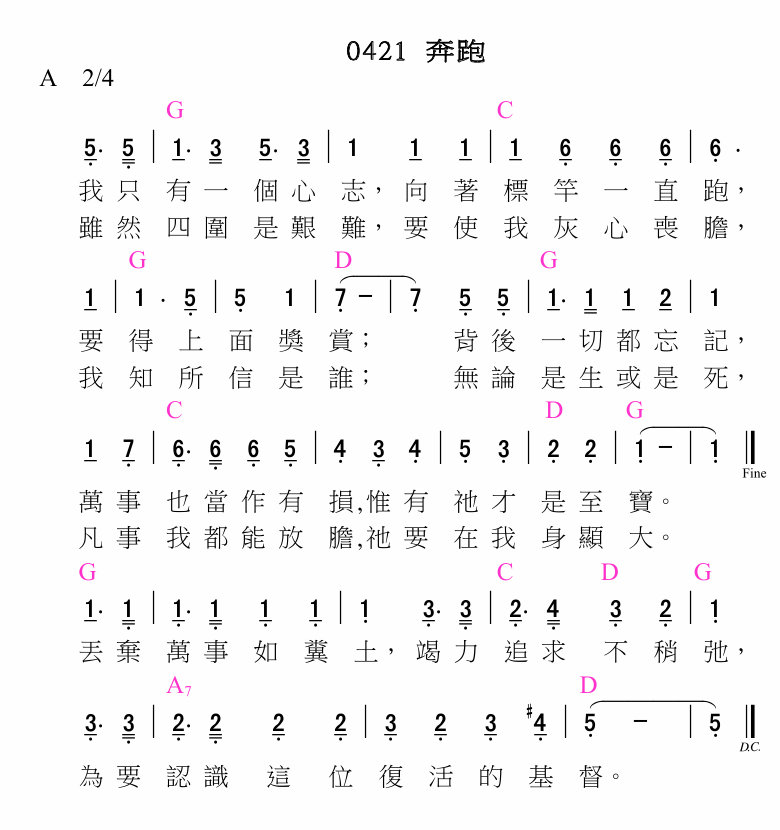 0421 奔跑
A 2/4
G C
5. 5 | 1. 3 5. 3 | 1 1 1 | 1 6 6 6 | 6 .
我只有一個心志，向著標竿一直跑，
雖然四圍是艱難，要使我灰心喪膽，
G D G
1 | 1 . 5 | 5 1 | 7 – | 7 5 5 | 1. 1 1 2 | 1
要得上面獎賞；背後一切都忘記，
我知所信是誰；無論是生或是死，
C D G
1 7 | 6. 6 6 5 | 4 3 4 | 5 3 | 2 2 | 1 – | 1
Fine
萬事也當作有損,惟有祂才是至寶。
凡事我都能放膽,祂要在我身顯大。
G C D G
1. 1 | 1. 1 1 1 | 1 3. 3 | 2. 4 3 2 | 1
丟棄萬事如糞土，竭力追求不稍弛，
A7 D
3. 3 | 2. 2 2 2 | 3 2 3 #4 | 5 – | 5
D.C.
為要認識這位復活的基督。